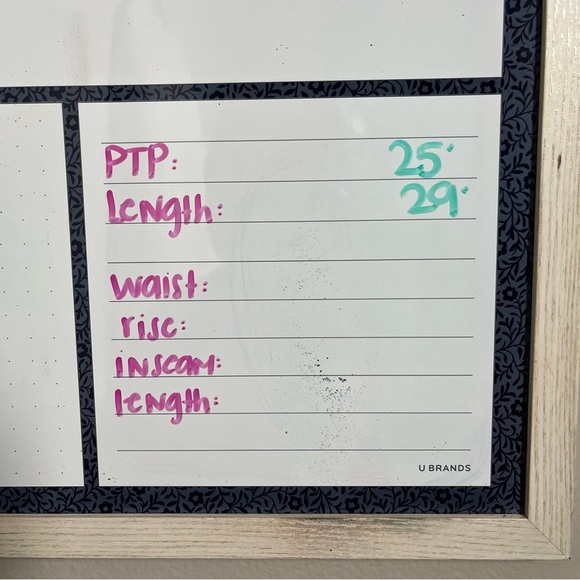 PTP: 25"
Length: 29"
waist:
rise:
inseam:
length:
U BRANDS